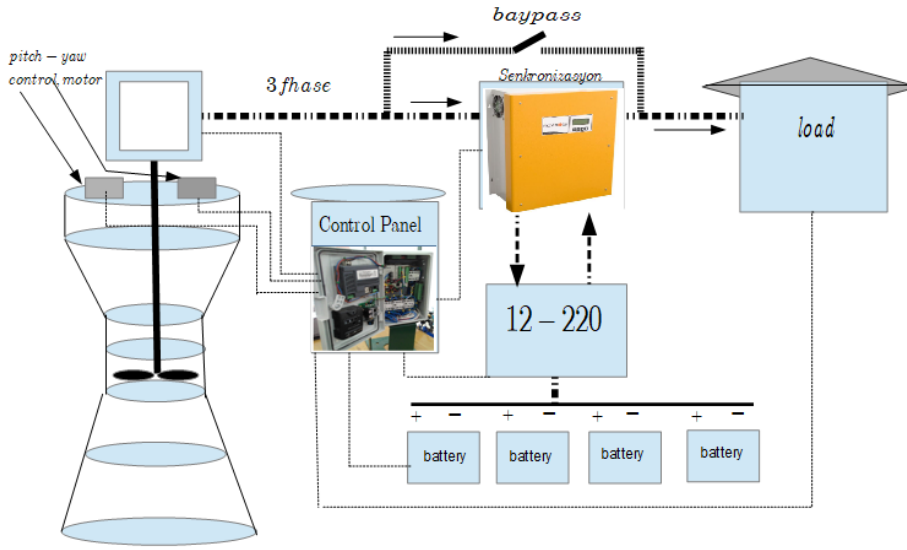 baypass
pitch – yaw
control motor
3 fhase
Senkronizasyon
load
Control Panel
12 – 220
+ − + − + − + −
battery battery battery battery